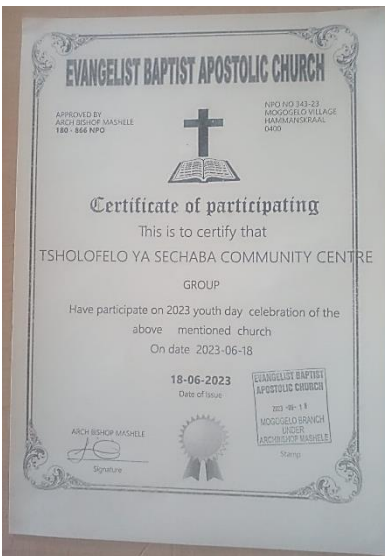 EVANGELIST BAPTIST APOSTOLIC CHURCH
APPROVED BY
ARCH BISHOP MASHELE
180 - 866 NPO
NPO NO 343-23
MOGOGELO VILLAGE
HAMMANSKRAAL
0400
Certificate of participating
This is to certify that
TSHOLOFELO YA SECHABA COMMUNITY CENTRE
GROUP
Have participate on 2023 youth day celebration of the
above mentioned church
On date 2023-06-18
18-06-2023
Date of Issue
EVANGELIST BAPTIST
APOSTOLIC CHURCH
2023 -06- 18
MOGOGELO BRANCH
UNDER
ARCHBISHOP MASHELE
Stamp
ARCH BISHOP MASHELE
Signature